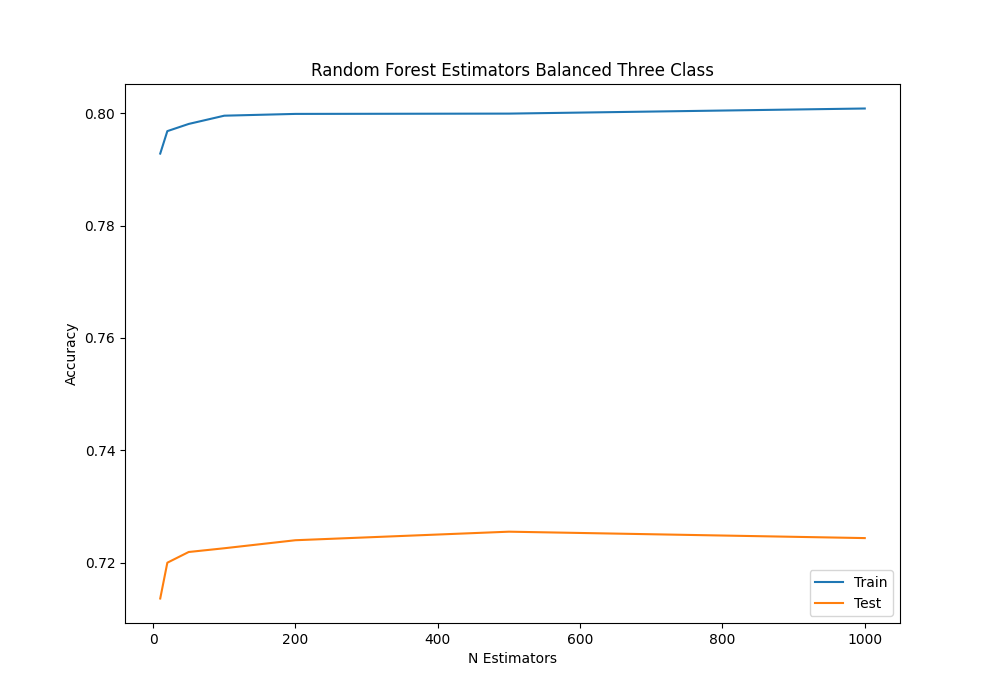 Random Forest Estimators Balanced Three Class
0.80
0.78
0.76
0.74
0.72
Accuracy
0
200
400
600
800
1000
N Estimators
Train
Test